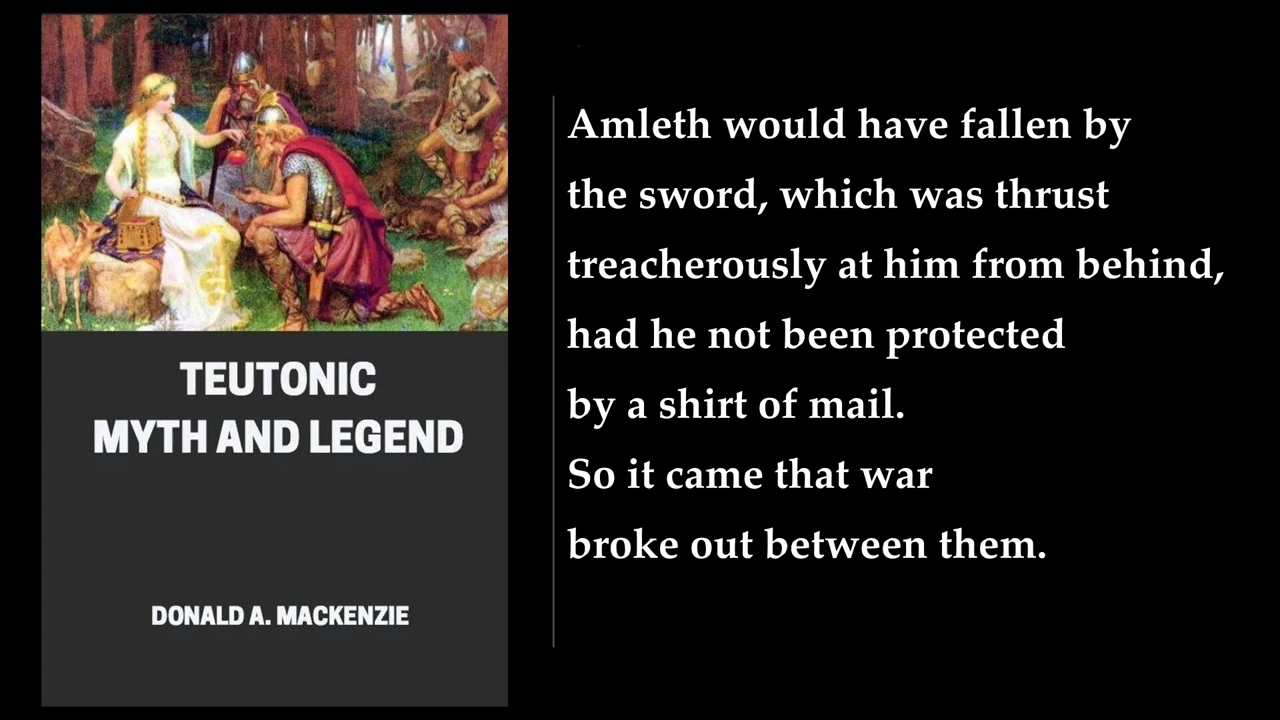 TEUTONIC
MYTH AND LEGEND
DONALD A. MACKENZIE
Amleth would have fallen by
the sword, which was thrust
treacherously at him from behind,
had he not been protected
by a shirt of mail.
So it came that war
broke out between them.